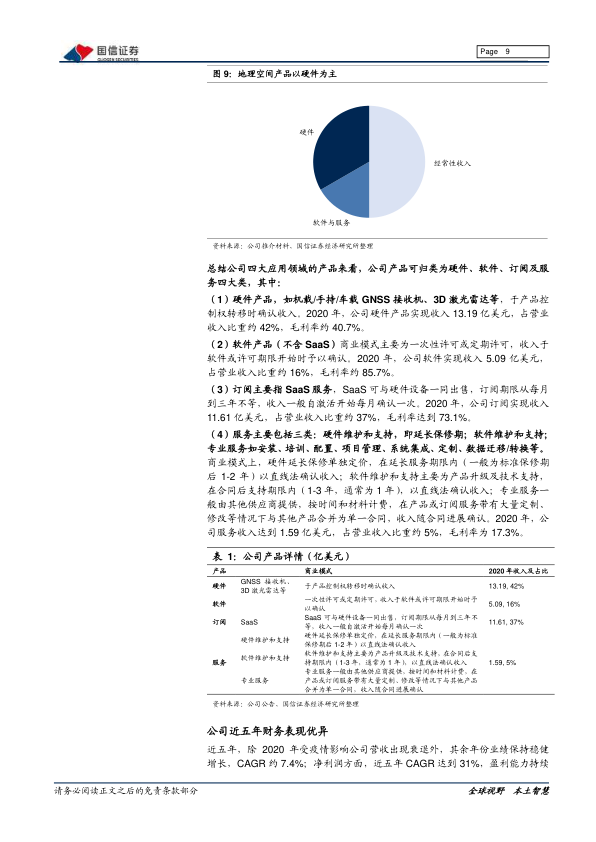 国信证券
GUOSEN SECURITIES
Page 9
图 9：地理空间产品以硬件为主
硬件
经常性收入
软件与服务
资料来源：公司推介材料、国信证券经济研究所整理
总结公司四大应用领域的产品来看，公司产品可归类为硬件、软件、订阅及服
务四大类，其中：
（1）硬件产品，如机载/手持/车载 GNSS 接收机、3D 激光雷达等，于产品控
制权转移时确认收入。2020 年，公司硬件产品实现收入 13.19 亿美元，占营业
收入比重约 42%，毛利率约 40.7%。
（2）软件产品（不含 SaaS）商业模式主要为一次性许可或定期许可，收入于
软件或许可期限开始时予以确认。2020 年，公司软件实现收入 5.09 亿美元，
占营业收入比重约 16%，毛利率约 85.7%。
（3）订阅主要指 SaaS 服务，SaaS 可与硬件设备一同出售，订阅期限从每月
到三年不等，收入一般自激活开始每月确认一次。2020 年，公司订阅实现收入
11.61 亿美元，占营业收入比重约 37%，毛利率达到 73.1%。
（4）服务主要包括三类：硬件维护和支持，即延长保修期；软件维护和支持；
专业服务如安装、培训、配置、项目管理、系统集成、定制、数据迁移/转换等。
商业模式上，硬件延长保修单独定价，在延长服务期限内（一般为标准保修期
后 1-2 年）以直线法确认收入；软件维护和支持主要为产品升级及技术支持，
在合同后支持期限内（1-3 年，通常为 1 年），以直线法确认收入；专业服务一
般由其他供应商提供，按时间和材料计费，在产品或订阅服务带有大量定制、
修改等情况下与其他产品合并为单一合同，收入随合同进展确认。2020 年，公
司服务收入达到 1.59 亿美元，占营业收入比重约 5%，毛利率为 17.3%。
表 1：公司产品详情（亿美元）
产品 商业模式 2020 年收入及占比
硬件 GNSS 接收机、 于产品控制权转移时确认收入 13.19, 42%
3D 激光雷达等
软件 一次性许可或定期许可，收入于软件或许可期限开始时予 5.09, 16%
以确认
订阅 SaaS SaaS 可与硬件设备一同出售，订阅期限从每月到三年不 11.61, 37%
等，收入一般自激活开始每月确认一次
硬件维护和支持 硬件延长保修单独定价，在延长服务期限内（一般为标准
保修期后 1-2 年）以直线法确认收入
服务 软件维护和支持 软件维护和支持主要为产品升级及技术支持，在合同后支 1.59, 5%
持期限内（1-3 年，通常为 1 年），以直线法确认收入
专业服务 专业服务一般由其他供应商提供，按时间和材料计费，在
产品或订阅服务带有大量定制、修改等情况下与其他产品
合并为单一合同，收入随合同进展确认
资料来源：公司公告、国信证券经济研究所整理
公司近五年财务表现优异
近五年，除 2020 年受疫情影响公司营收出现衰退外，其余年份业绩保持稳健
增长，CAGR 约 7.4%；净利润方面，近五年 CAGR 达到 31%，盈利能力持续
请务必阅读正文之后的免责条款部分
全球视野 本土智慧